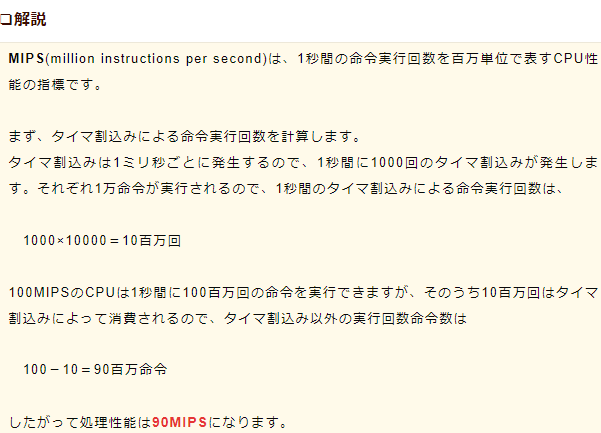 ❏解説
MIPS(million instructions per second)は、1秒間の命令実行回数を百万単位で表すCPU性
能の指標です。
まず、タイマ割込みによる命令実行回数を計算します。
タイマ割込みは1ミリ秒ごとに発生するので、1秒間に1000回のタイマ割込みが発生しま
す。それぞれ1万命令が実行されるので、1秒間のタイマ割込みによる命令実行回数は、
1000×10000＝10百万回
100MIPSのCPUは1秒間に100百万回の命令を実行できますが、そのうち10百万回はタイマ
割込みによって消費されるので、タイマ割込み以外の実行回数命令数は
100－10＝90百万命令
したがって処理性能は90MIPSになります。